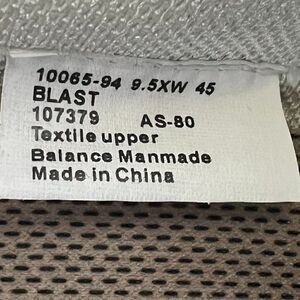 10065-94 9.5XW 45
BLAST
107379 AS-80
Textile upper
Balance Manmade
Made in China